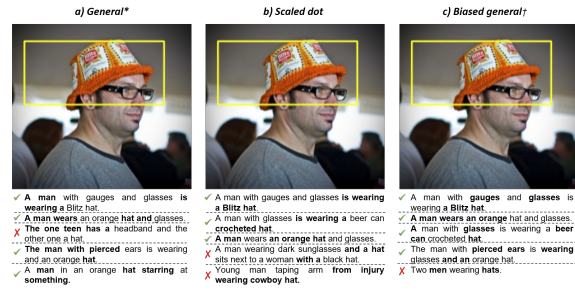 a) General*
b) Scaled dot
c) Biased general†
A man with gauges and glasses is
wearing a Blitz hat.
A man wears an orange hat and glasses.
The one teen has a headband and the
other one a hat.
The man with pierced ears is wearing
and an orange hat.
A man in an orange hat starring at
something.
A man with gauges and glasses is wearing
a Blitz hat.
A man with glasses is wearing a beer can
crocheted hat.
A man wears an orange hat and glasses.
A man wearing dark sunglasses and a hat
sits next to a woman with a black hat.
Young man taping arm from injury
wearing cowboy hat.
A man with gauges and glasses is
wearing a Blitz hat.
A man wears an orange hat and glasses.
A man with glasses is wearing a beer
can crocheted hat.
The man with pierced ears is wearing
glasses and an orange hat.
Two men wearing hats.